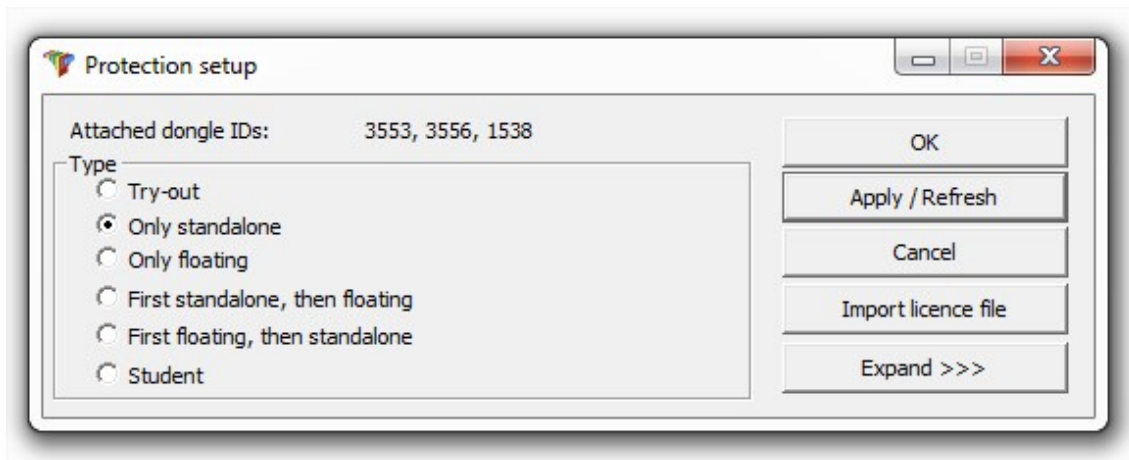 Protection setup
Attached dongle IDs: 3553, 3556, 1538
Type
Try-out
Only standalone
Only floating
First standalone, then floating
First floating, then standalone
Student
OK
Apply / Refresh
Cancel
Import licence file
Expand >>>